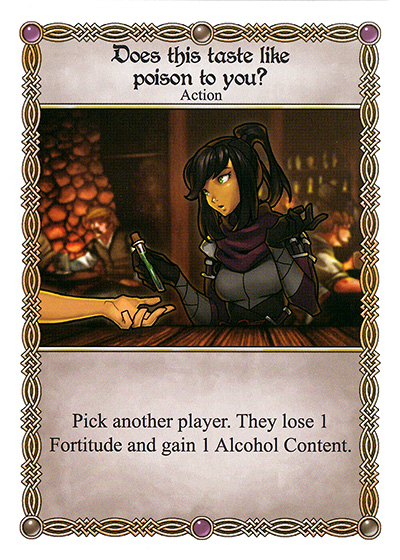 Does this taste like
poison to you?
Action
Pick another player. They lose 1
Fortitude and gain 1 Alcohol Content.